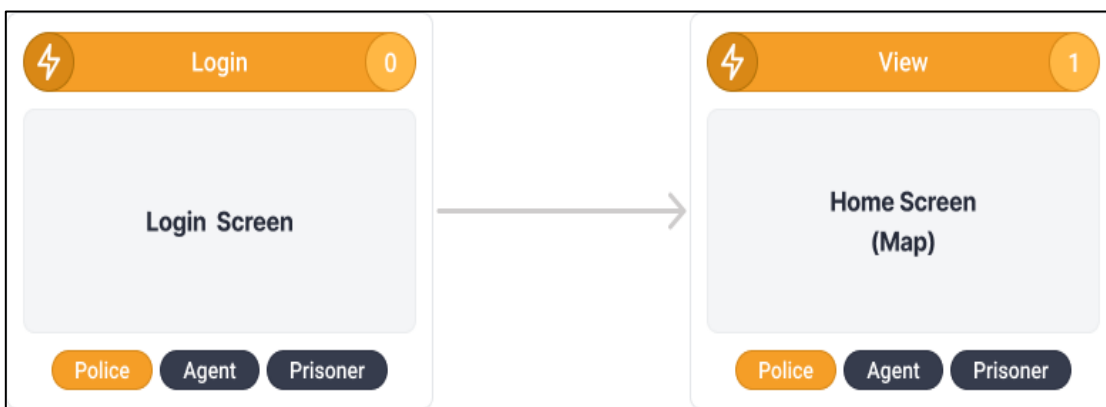 Login 0
Login Screen
Police Agent Prisoner
View 1
Home Screen
(Map)
Police Agent Prisoner